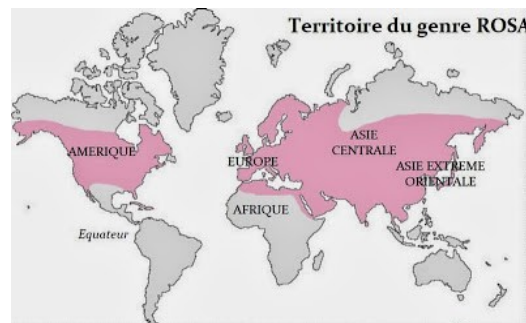 Territoire du genre ROSA
AMERIQUE
EUROPE
ASIE
CENTRALE
ASIE EXTREME
ORIENTALE
AFRIQUE
Equateur